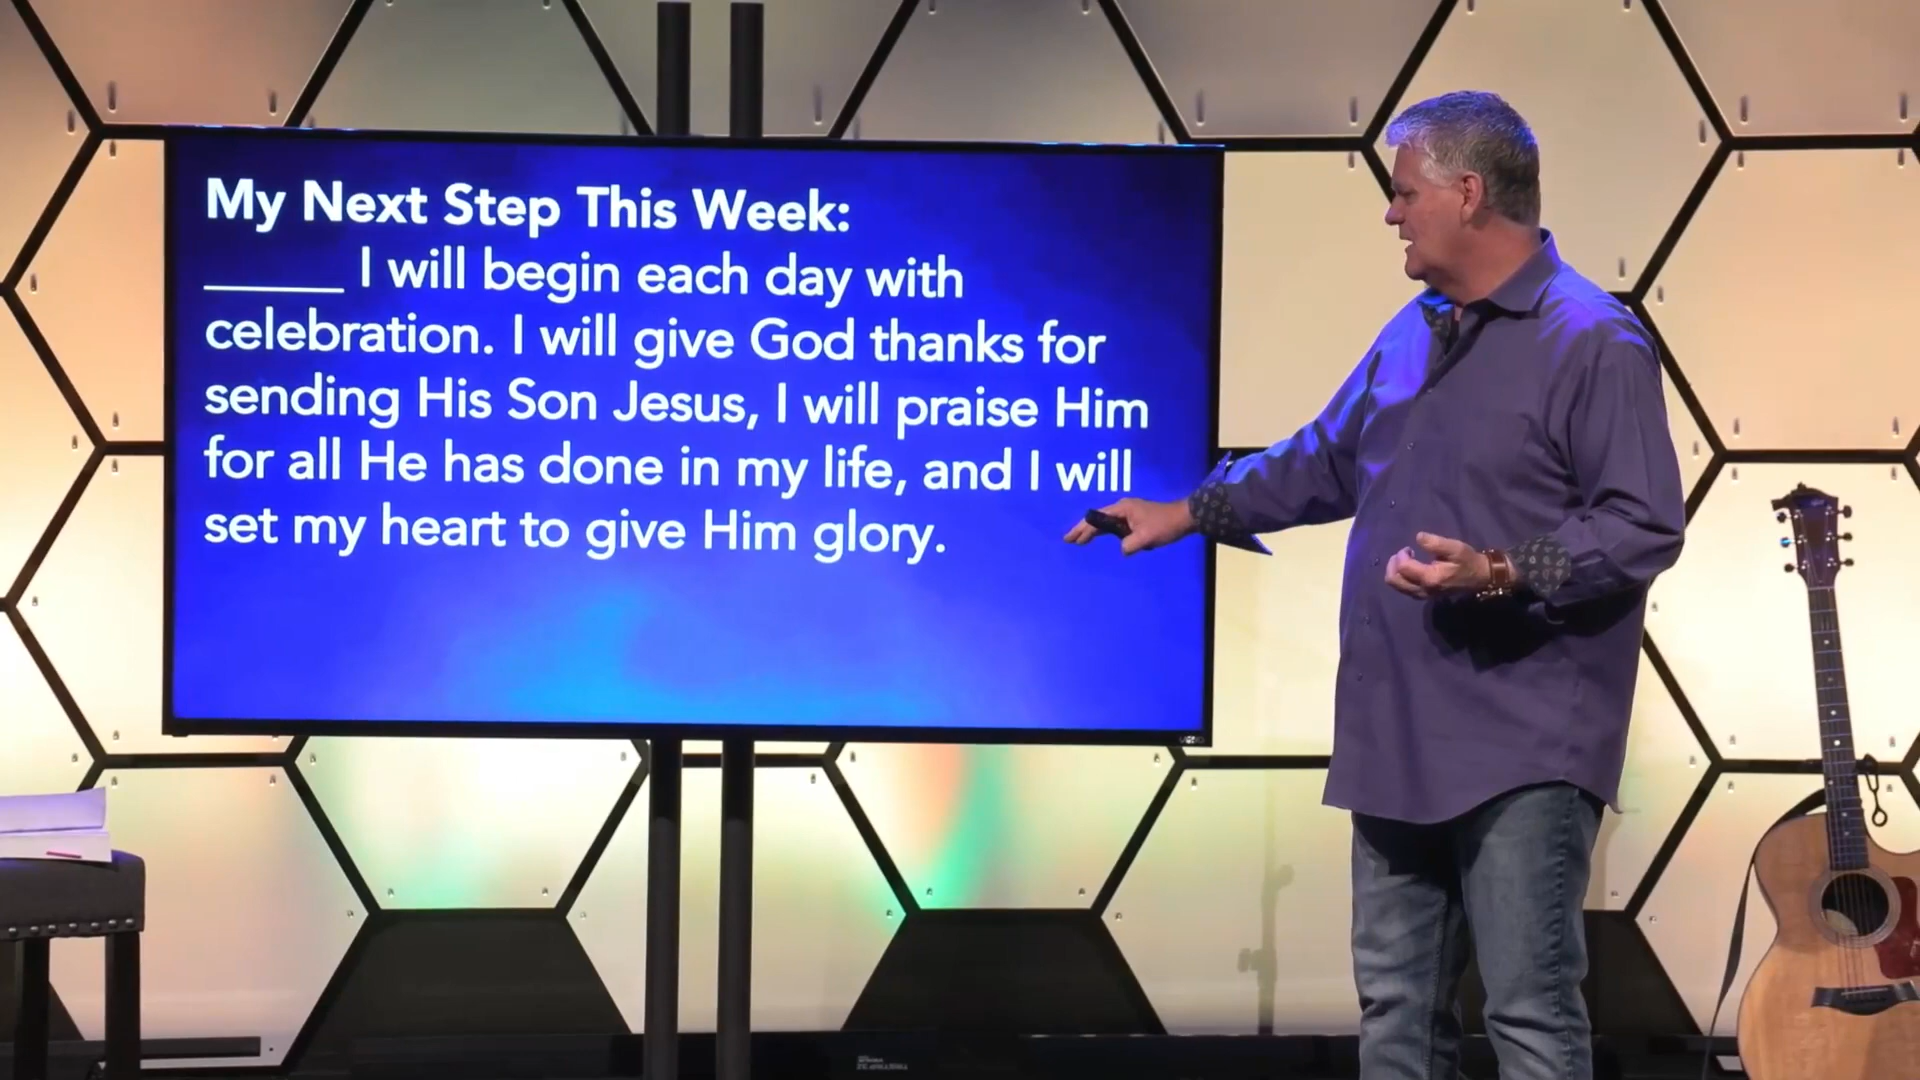 My Next Step This Week:
_____ I will begin each day with
celebration. I will give God thanks for
sending His Son Jesus, I will praise Him
for all He has done in my life, and I will
set my heart to give Him glory.
VIZIO